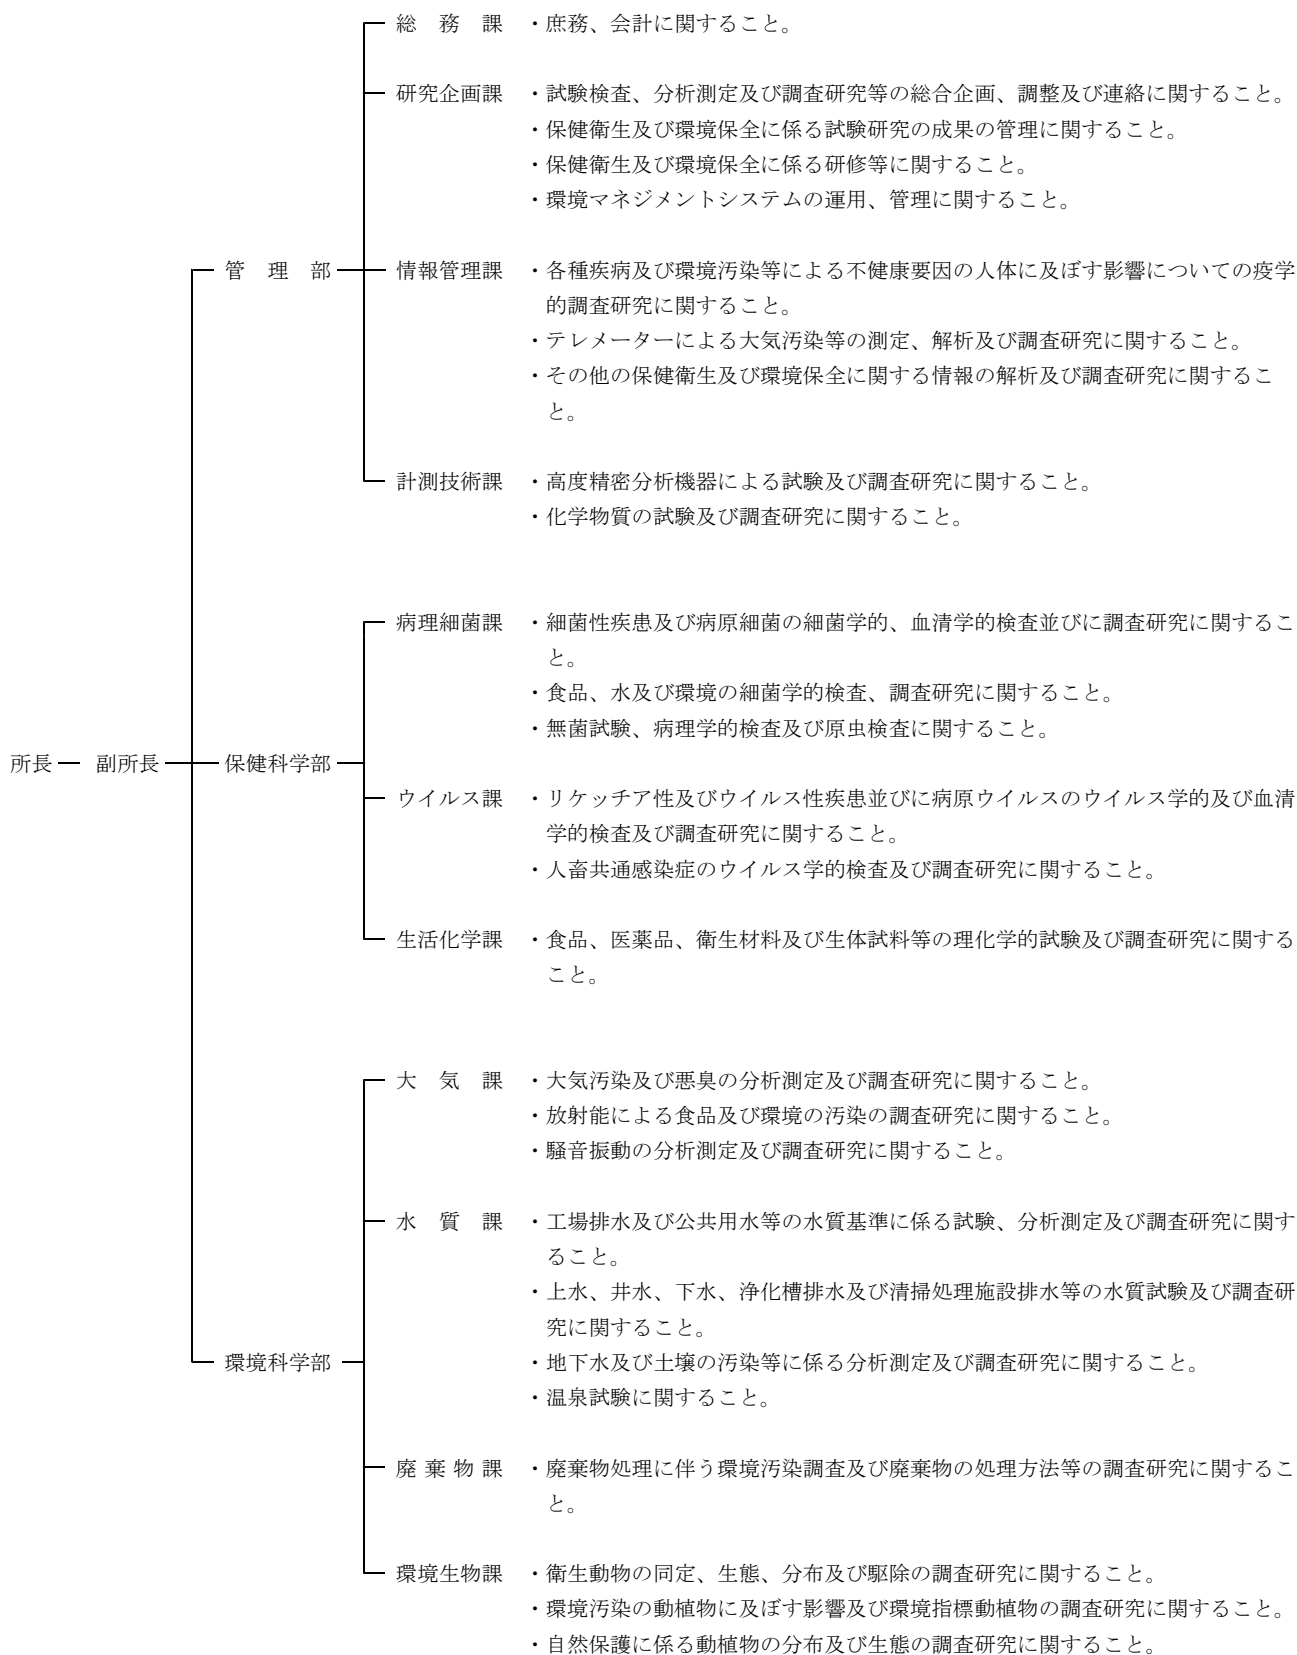 総務課 ・庶務、会計に関すること。
研究企画課 ・試験検査、分析測定及び調査研究等の総合企画、調整及び連絡に関すること。
・保健衛生及び環境保全に係る試験研究の成果の管理に関すること。
・保健衛生及び環境保全に係る研修等に関すること。
・環境マネジメントシステムの運用、管理に関すること。
管理部 情報管理課 ・各種疾病及び環境汚染等による不健康要因の人体に及ぼす影響についての疫学
的調査研究に関すること。
・テレメーターによる大気汚染等の測定、解析及び調査研究に関すること。
・その他の保健衛生及び環境保全に関する情報の解析及び調査研究に関するこ
と。
計測技術課 ・高度精密分析機器による試験及び調査研究に関すること。
・化学物質の試験及び調査研究に関すること。
病理細菌課 ・細菌性疾患及び病原細菌の細菌学的、血清学的検査並びに調査研究に関するこ
と。
・食品、水及び環境の細菌学的検査、調査研究に関すること。
・無菌試験、病理学的検査及び原虫検査に関すること。
所長 副所長 保健科学部
ウイルス課 ・リケッチア性及びウイルス性疾患並びに病原ウイルスのウイルス学的及び血清
学的検査及び調査研究に関すること。
・人畜共通感染症のウイルス学的検査及び調査研究に関すること。
生活化学課 ・食品、医薬品、衛生材料及び生体試料等の理化学的試験及び調査研究に関する
こと。
大気課 ・大気汚染及び悪臭の分析測定及び調査研究に関すること。
・放射能による食品及び環境の汚染の調査研究に関すること。
・騒音振動の分析測定及び調査研究に関すること。
水質課 ・工場排水及び公共用水等の水質基準に係る試験、分析測定及び調査研究に関す
ること。
・上水、井水、下水、浄化槽排水及び清掃処理施設排水等の水質試験及び調査研
究に関すること。
環境科学部 ・地下水及び土壌の汚染等に係る分析測定及び調査研究に関すること。
・温泉試験に関すること。
廃棄物課 ・廃棄物処理に伴う環境汚染調査及び廃棄物の処理方法等の調査研究に関するこ
と。
環境生物課 ・衛生動物の同定、生態、分布及び駆除の調査研究に関すること。
・環境汚染の動植物に及ぼす影響及び環境指標動植物の調査研究に関すること。
・自然保護に係る動植物の分布及び生態の調査研究に関すること。